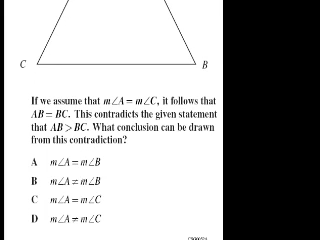 C
B
If we assume that m∠A = m∠C, it follows that
AB = BC. This contradicts the given statement
that AB > BC. What conclusion can be drawn
from this contradiction?
A m∠A = m∠B
B m∠A ≠ m∠B
C m∠A = m∠C
D m∠A ≠ m∠C